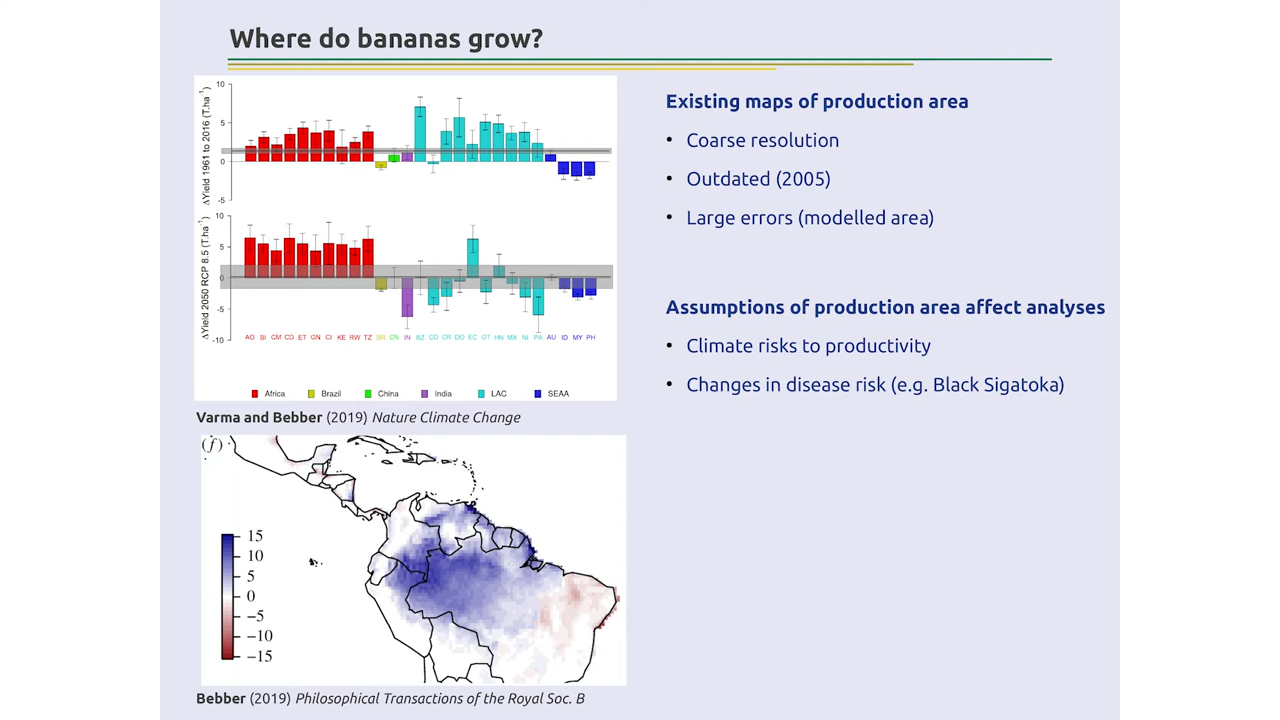 Where do bananas grow?
ΔYield 1961 to 2016 (T.ha⁻¹)
10
5
0
-5
ΔYield 2050 RCP 8.5 (T.ha⁻¹)
10
5
0
-5
-10
AO BI CM CD ET GN CI KE RW TZ BR CN IN BZ CO CR DO EC GT HN MX NI PA AU ID MY PH
Africa Brazil China India LAC SEAA
Varma and Bebber (2019) Nature Climate Change
(f)
15
10
5
0
−5
−10
−15
Bebber (2019) Philosophical Transactions of the Royal Soc. B
Existing maps of production area
• Coarse resolution
• Outdated (2005)
• Large errors (modelled area)
Assumptions of production area affect analyses
• Climate risks to productivity
• Changes in disease risk (e.g. Black Sigatoka)